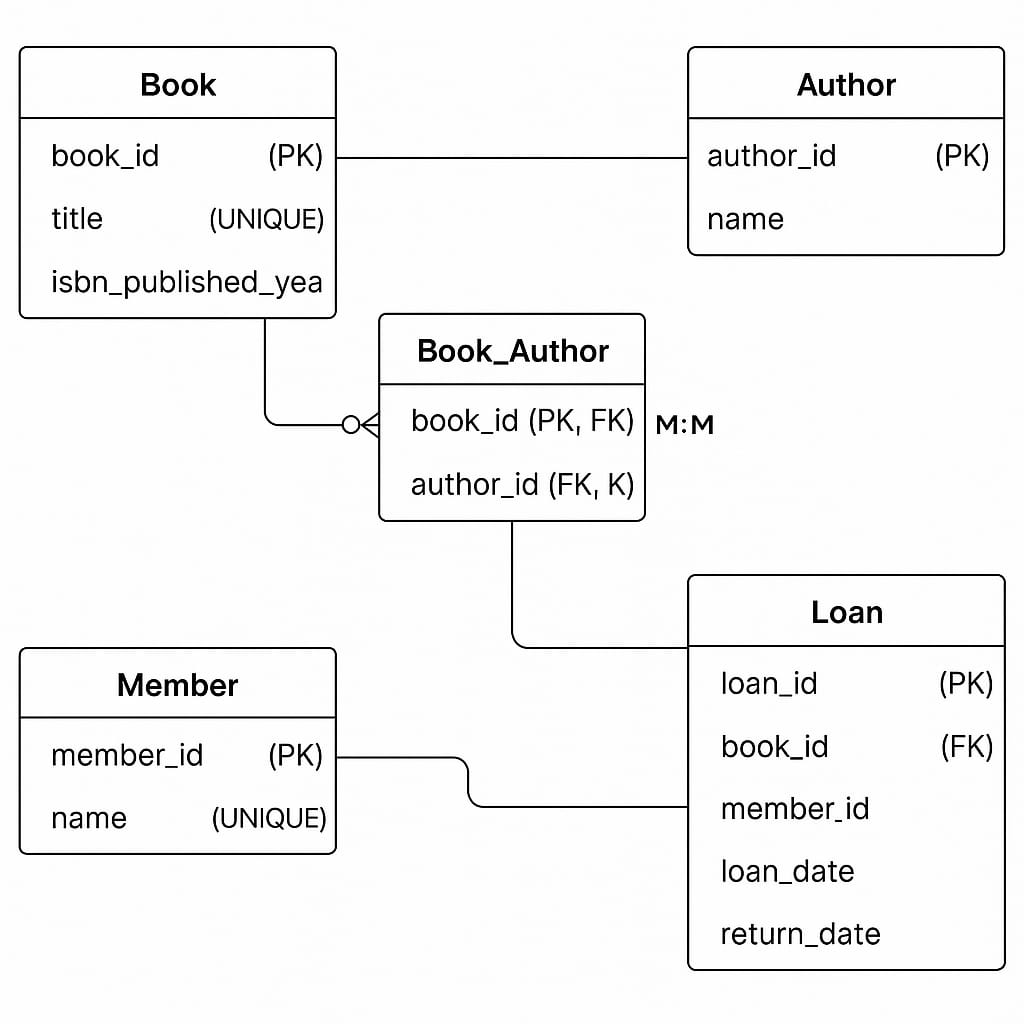 Book
book_id (PK)
title (UNIQUE)
isbn_published_yea
Author
author_id (PK)
name
Book_Author
book_id (PK, FK)
author_id (FK, K)
M:M
Member
member_id (PK)
name (UNIQUE)
Loan
loan_id (PK)
book_id (FK)
member_id
loan_date
return_date